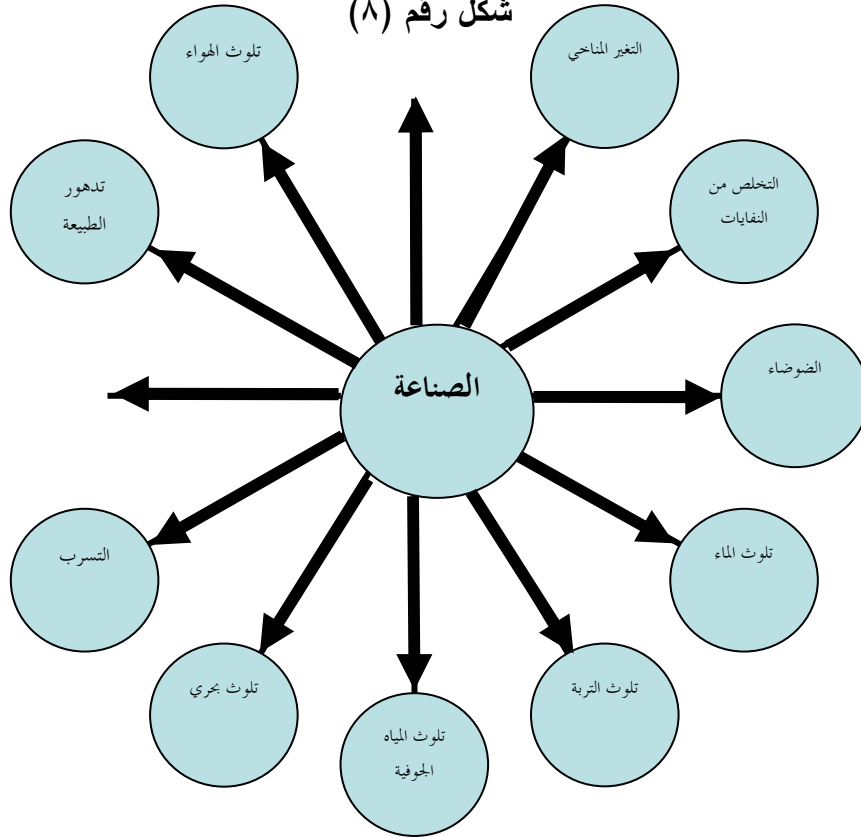 شكل رقم (٨)
تلوث الهواء
التغير المناخي
تدهور
الطبيعة
التخلص من
النفايات
الصناعة
الضوضاء
التسرب
تلوث الماء
تلوث بحري
تلوث التربة
تلوث المياه
الجوفية